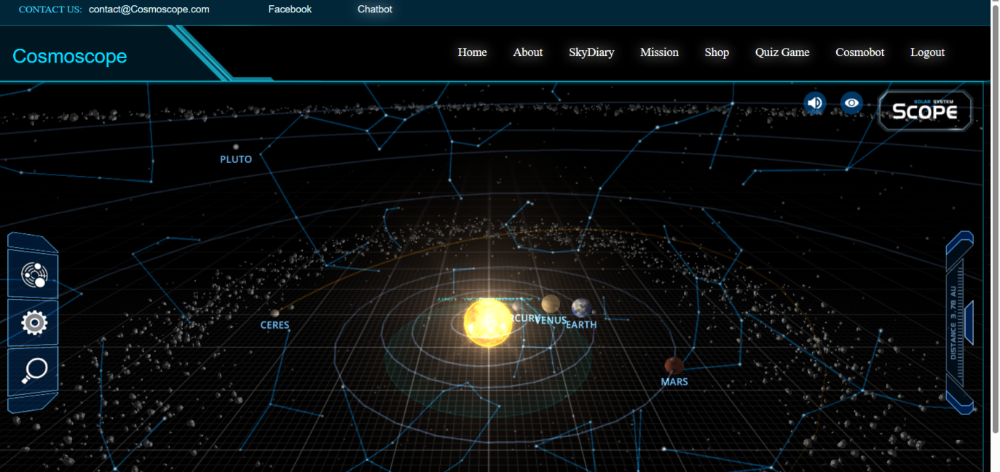 CONTACT US: contact@Cosmoscope.com Facebook Chatbot
Cosmoscope
Home About SkyDiary Mission Shop Quiz Game Cosmobot Logout
SOLAR SYSTEM
SCOPE
PLUTO
CERES
VENUS
EARTH
MARS
DISTANCE 3.78 AU